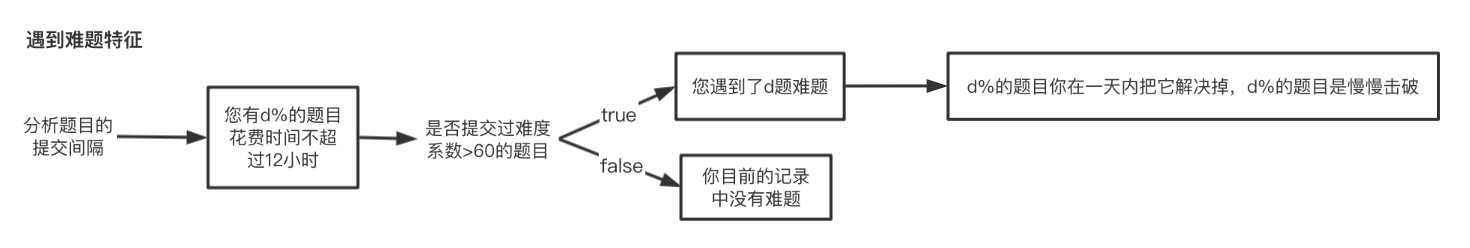 遇到难题特征
分析题目的
提交间隔
您有d%的题目
花费时间不超
过12小时
是否提交过难度
系数>60的题目
true
您遇到了d题难题
d%的题目你在一天内把它解决掉，d%的题目是慢慢击破
false
你目前的记录
中没有难题